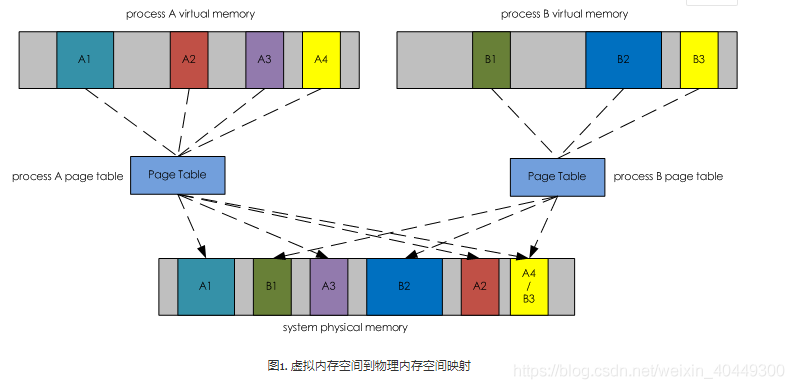 process A virtual memory
process B virtual memory
A1
A2
A3
A4
B1
B2
B3
process A page table
Page Table
Page Table
process B page table
A1
B1
A3
B2
A2
A4
/
B3
system physical memory
图1. 虚拟内存空间到物理内存空间映射
https://blog.csdn.net/weixin_40449300